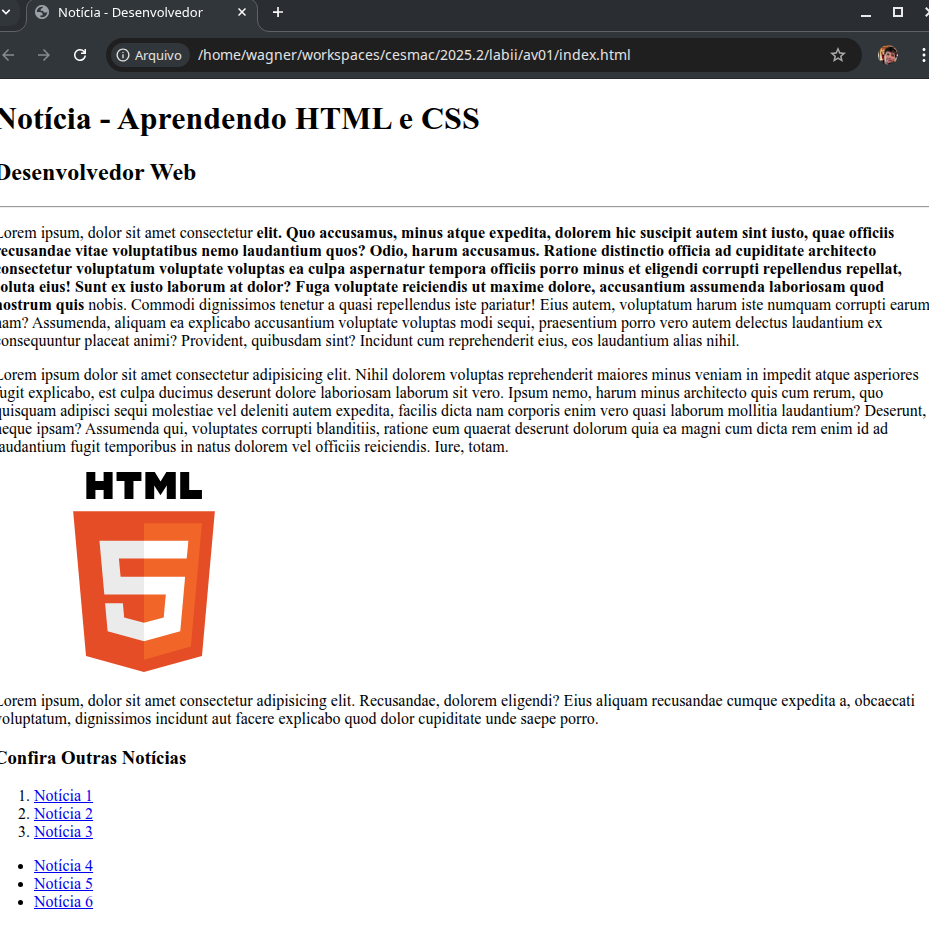 Notícia - Desenvolvedor
Arquivo /home/wagner/workspaces/cesmac/2025.2/labii/av01/index.html
Notícia - Aprendendo HTML e CSS
Desenvolvedor Web
Lorem ipsum, dolor sit amet consectetur elit. Quo accusamus, minus atque expedita, dolorem hic suscipit autem sint iusto, quae officiis
recusandae vitae voluptatibus nemo laudantium quos? Odio, harum accusamus. Ratione distinctio officia ad cupiditate architecto
consectetur voluptatum voluptate voluptas ea culpa aspernatur tempora officiis porro minus et eligendi corrupti repellendus repellat,
soluta eius! Sunt ex iusto laborum at dolor? Fuga voluptate reiciendis ut maxime dolore, accusantium assumenda laboriosam quod
nostrum quis nobis. Commodi dignissimos tenetur a quasi repellendus iste pariatur! Eius autem, voluptatum harum iste numquam corrupti earum
nam? Assumenda, aliquam ea explicabo accusantium voluptate voluptas modi sequi, praesentium porro vero autem delectus laudantium ex
consequuntur placeat animi? Provident, quibusdam sint? Incidunt cum reprehenderit eius, eos laudantium alias nihil.
Lorem ipsum dolor sit amet consectetur adipisicing elit. Nihil dolorem voluptas reprehenderit maiores minus veniam in impedit atque asperiores
fugit explicabo, est culpa ducimus deserunt dolore laboriosam laborum sit vero. Ipsum nemo, harum minus architecto quis cum rerum, quo
quisquam adipisci sequi molestiae vel deleniti autem expedita, facilis dicta nam corporis enim vero quasi laborum mollitia laudantium? Deserunt,
neque ipsam? Assumenda qui, voluptates corrupti blanditiis, ratione eum quaerat deserunt dolorum quia ea magni cum dicta rem enim id ad
laudantium fugit temporibus in natus dolorem vel officiis reiciendis. Iure, totam.
HTML
5
Lorem ipsum, dolor sit amet consectetur adipisicing elit. Recusandae, dolorem eligendi? Eius aliquam recusandae cumque expedita a, obcaecati
voluptatum, dignissimos incidunt aut facere explicabo quod dolor cupiditate unde saepe porro.
Confira Outras Notícias
1. Notícia 1
2. Notícia 2
3. Notícia 3
• Notícia 4
• Notícia 5
• Notícia 6